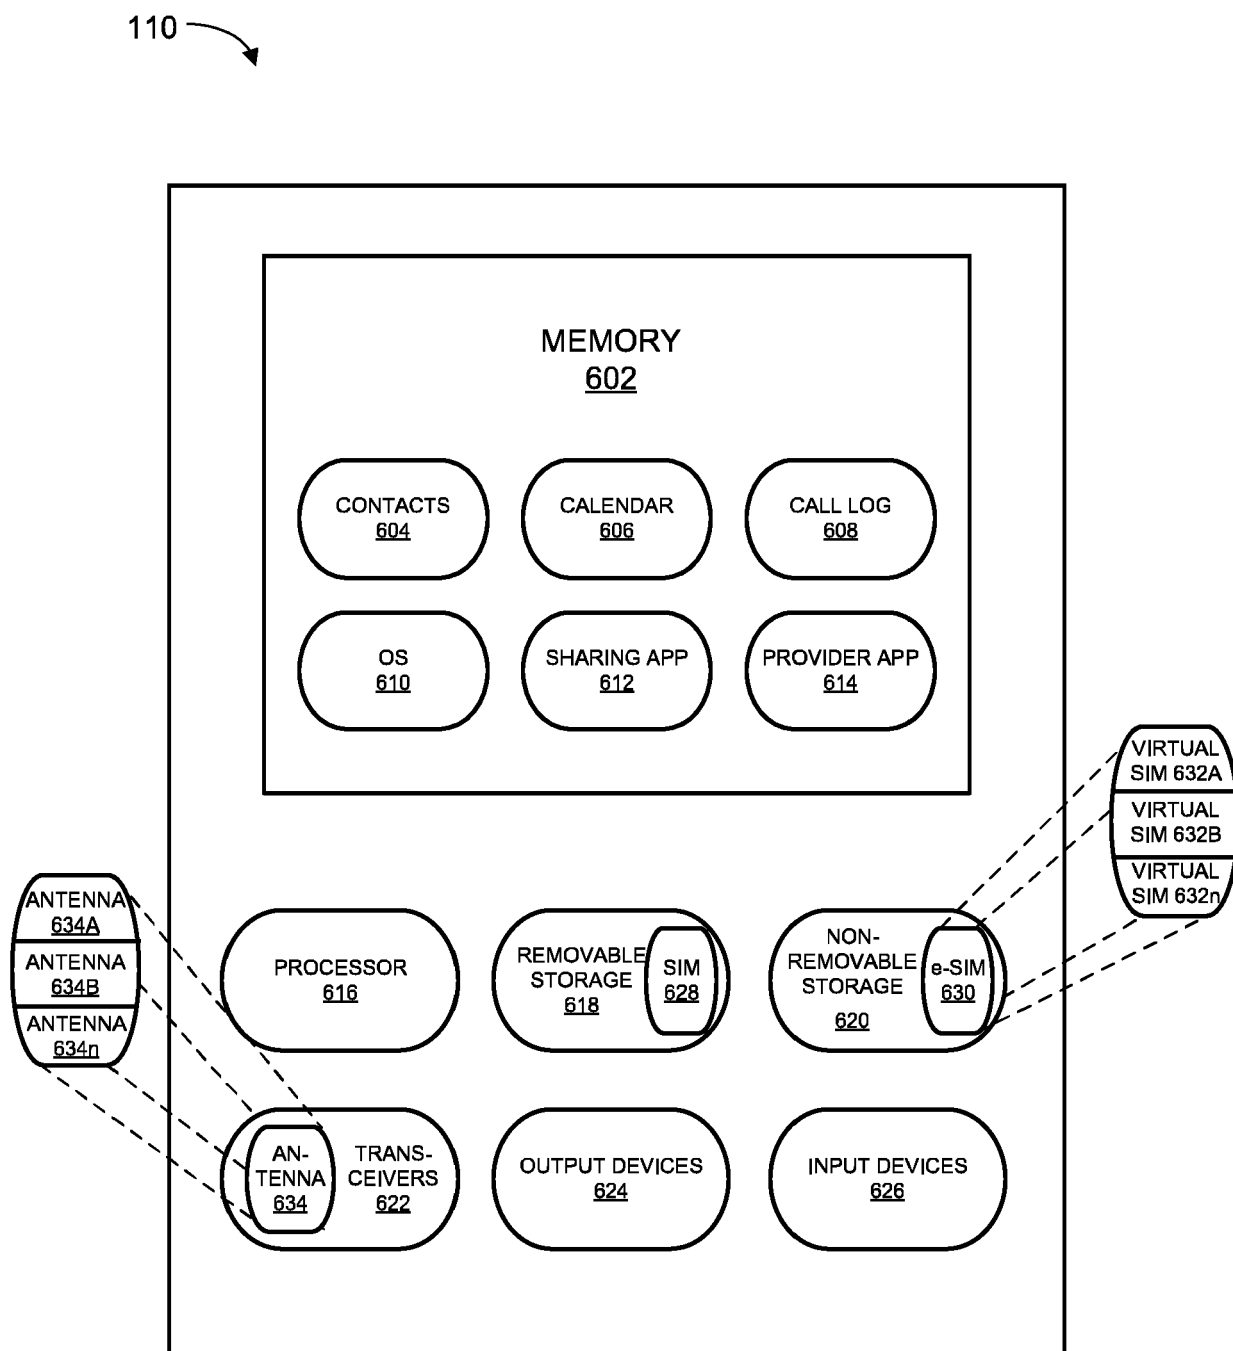 110
MEMORY
602
CONTACTS
604
CALENDAR
606
CALL LOG
608
OS
610
SHARING APP
612
PROVIDER APP
614
VIRTUAL
SIM 632A
VIRTUAL
SIM 632B
VIRTUAL
SIM 632n
ANTENNA
634A
ANTENNA
634B
ANTENNA
634n
PROCESSOR
616
REMOVABLE
STORAGE
618
SIM
628
NON-
REMOVABLE
STORAGE
620
e-SIM
630
AN-
TENNA
634
TRANS-
CEIVERS
622
OUTPUT DEVICES
624
INPUT DEVICES
626